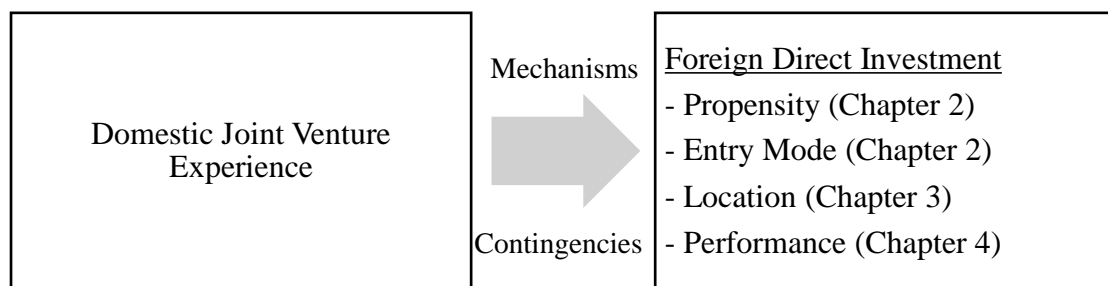 Domestic Joint Venture
Experience
Mechanisms
Contingencies
Foreign Direct Investment
- Propensity (Chapter 2)
- Entry Mode (Chapter 2)
- Location (Chapter 3)
- Performance (Chapter 4)